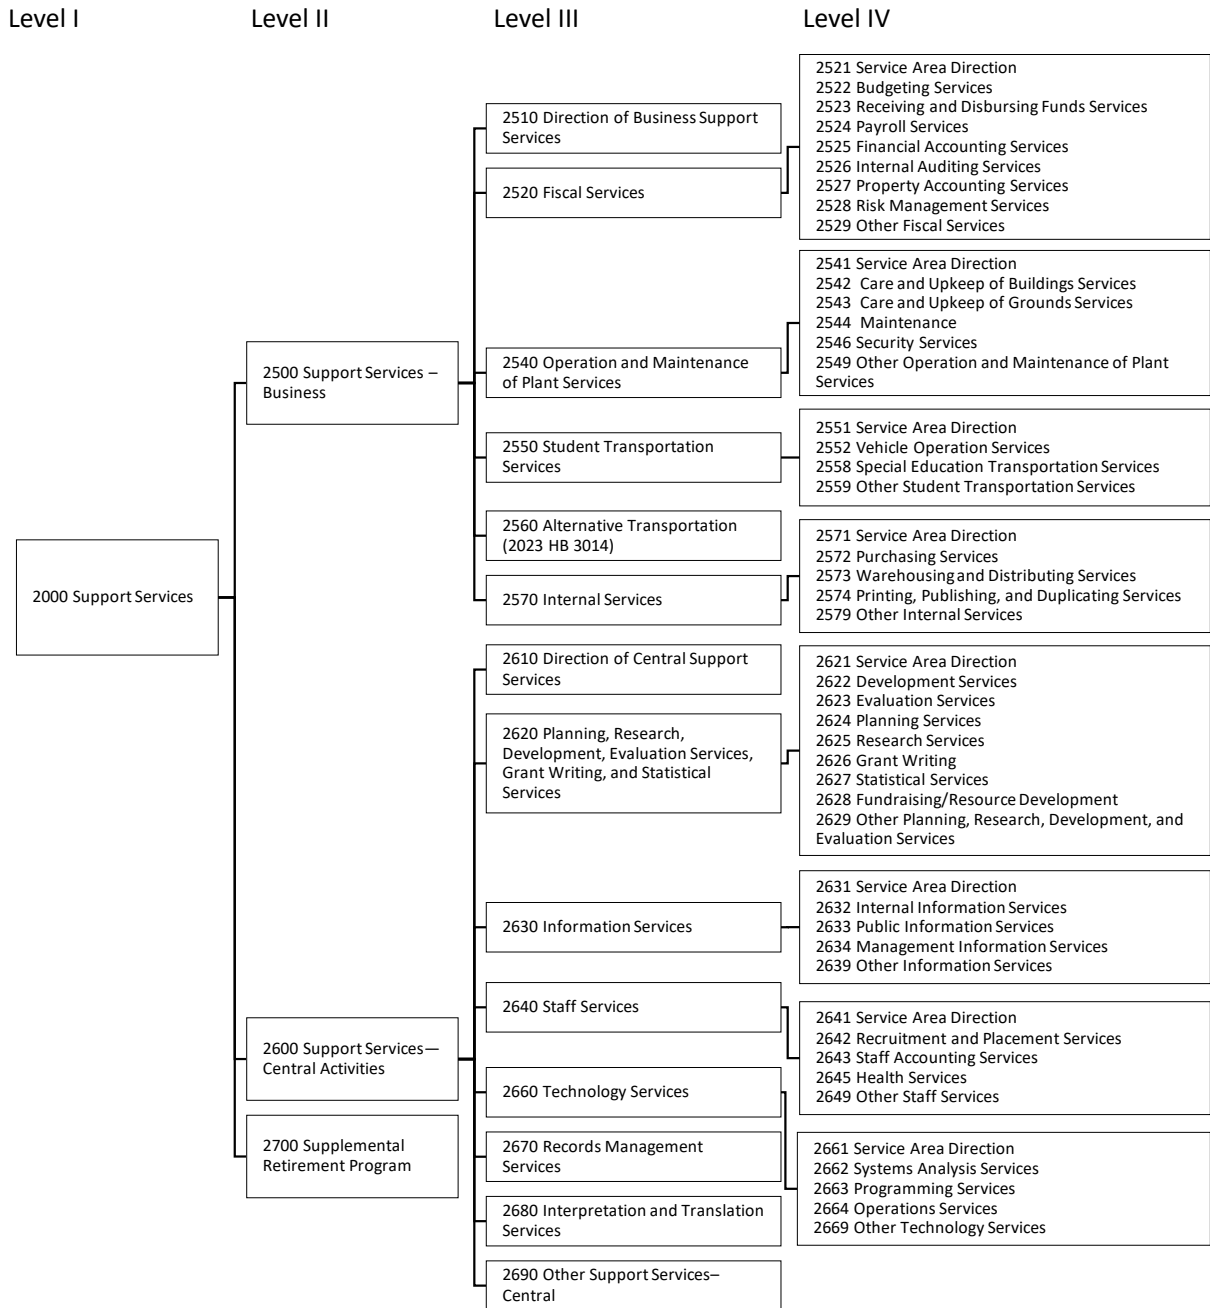 Level I
Level II
Level III
Level IV
2000 Support Services
2500 Support Services –
Business
2510 Direction of Business Support
Services
2520 Fiscal Services
2521 Service Area Direction
2522 Budgeting Services
2523 Receiving and Disbursing Funds Services
2524 Payroll Services
2525 Financial Accounting Services
2526 Internal Auditing Services
2527 Property Accounting Services
2528 Risk Management Services
2529 Other Fiscal Services
2540 Operation and Maintenance
of Plant Services
2541 Service Area Direction
2542 Care and Upkeep of Buildings Services
2543 Care and Upkeep of Grounds Services
2544 Maintenance
2546 Security Services
2549 Other Operation and Maintenance of Plant
Services
2550 Student Transportation
Services
2551 Service Area Direction
2552 Vehicle Operation Services
2558 Special Education Transportation Services
2559 Other Student Transportation Services
2560 Alternative Transportation
(2023 HB 3014)
2570 Internal Services
2571 Service Area Direction
2572 Purchasing Services
2573 Warehousing and Distributing Services
2574 Printing, Publishing, and Duplicating Services
2579 Other Internal Services
2600 Support Services—
Central Activities
2610 Direction of Central Support
Services
2620 Planning, Research,
Development, Evaluation Services,
Grant Writing, and Statistical
Services
2621 Service Area Direction
2622 Development Services
2623 Evaluation Services
2624 Planning Services
2625 Research Services
2626 Grant Writing
2627 Statistical Services
2628 Fundraising/Resource Development
2629 Other Planning, Research, Development, and
Evaluation Services
2630 Information Services
2631 Service Area Direction
2632 Internal Information Services
2633 Public Information Services
2634 Management Information Services
2639 Other Information Services
2640 Staff Services
2641 Service Area Direction
2642 Recruitment and Placement Services
2643 Staff Accounting Services
2645 Health Services
2649 Other Staff Services
2660 Technology Services
2661 Service Area Direction
2662 Systems Analysis Services
2663 Programming Services
2664 Operations Services
2669 Other Technology Services
2670 Records Management
Services
2680 Interpretation and Translation
Services
2690 Other Support Services–
Central
2700 Supplemental
Retirement Program